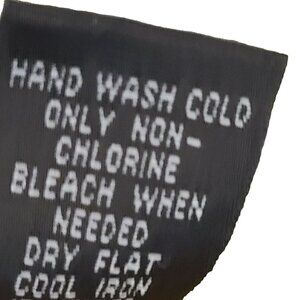 HAND WASH COLD
ONLY NON-
CHLORINE
BLEACH WHEN
NEEDED
DRY FLAT
COOL IRON